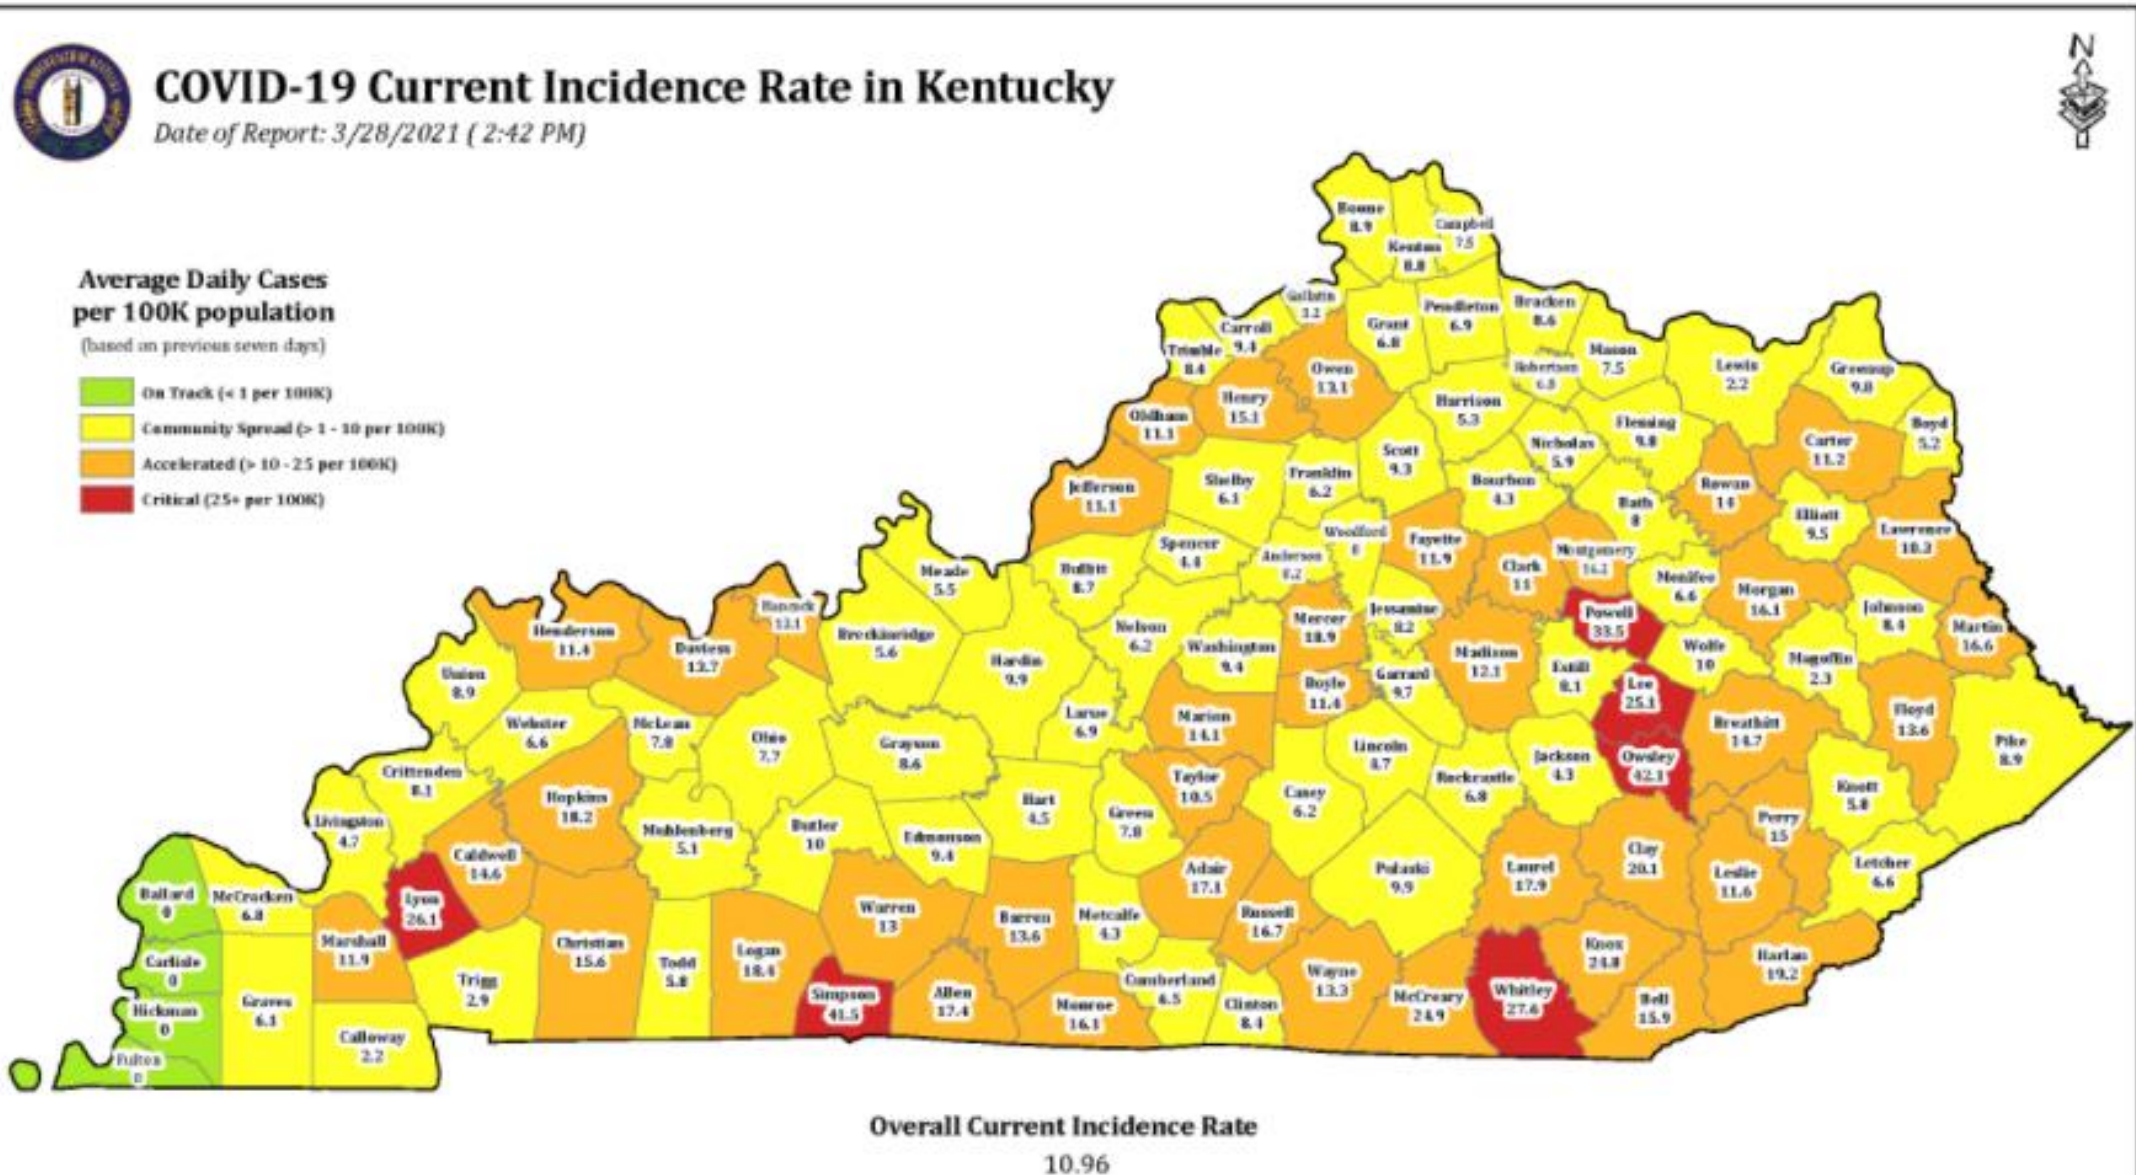 COVID-19 Current Incidence Rate in Kentucky
Date of Report: 3/28/2021 ( 2:42 PM)
N
Average Daily Cases
per 100K population
(based on previous seven days)
On Track (< 1 per 100K)
Community Spread (> 1 - 10 per 100K)
Accelerated (> 10 - 25 per 100K)
Critical (25+ per 100K)
Boone
8.9
Campbell
7.5
Kenton
8.8
Gallatin
Carroll
9.4
Trimble
8.4
Grant
6.8
Pendleton
6.9
Bracken
8.6
Owen
13.1
Henry
15.1
Oldham
11.1
Robertson
Mason
7.5
Lewis
2.2
Greenup
9.8
Harrison
5.3
Fleming
9.8
Carter
11.2
Boyd
5.2
Nicholas
5.9
Scott
9.3
Jefferson
11.1
Shelby
6.1
Franklin
6.2
Bourbon
4.3
Bath
8
Rowan
14
Elliott
9.5
Lawrence
Spencer
4.4
Anderson
Woodford
Fayette
11.9
Clark
11
Montgomery
Meade
5.5
Bullitt
8.7
Menifee
6.6
Morgan
16.1
Johnson
8.4
Martin
16.6
Hancock
13.1
Henderson
11.4
Daviess
12.7
Breckinridge
5.6
Nelson
6.2
Washington
9.4
Mercer
Jessamine
Powell
33.5
Madison
12.1
Estill
8.1
Wolfe
10
Magoffin
2.3
Union
8.9
Hardin
9.9
Boyle
11.4
Garrard
9.7
Lee
25.1
Webster
6.6
McLean
7.8
Ohio
7.7
Grayson
8.6
Larue
6.9
Marion
14.1
Lincoln
Rockcastle
6.8
Jackson
4.3
Owsley
42.1
Breathitt
14.7
Floyd
13.6
Pike
8.9
Crittenden
8.1
Hopkins
18.2
Hart
4.5
Green
7.8
Taylor
10.5
Casey
6.2
Knott
5.8
Livingston
4.7
Muhlenberg
5.1
Butler
10
Edmonson
9.4
Perry
15
Caldwell
14.6
Adair
17.1
Pulaski
9.9
Laurel
17.9
Clay
20.1
Leslie
11.6
Letcher
6.6
Ballard
0
McCracken
6.8
Lyon
26.1
Warren
13
Barren
13.6
Metcalfe
4.3
Russell
16.7
Marshall
11.9
Christian
15.6
Todd
5.8
Logan
18.4
Knox
24.8
Harlan
19.2
Carlisle
0
Trigg
2.9
Simpson
41.5
Allen
17.4
Monroe
16.1
Cumberland
6.5
Clinton
8.4
Wayne
13.3
McCreary
24.9
Whitley
27.6
Bell
15.9
Hickman
0
Graves
6.1
Calloway
2.2
Fulton
0
Overall Current Incidence Rate
10.96